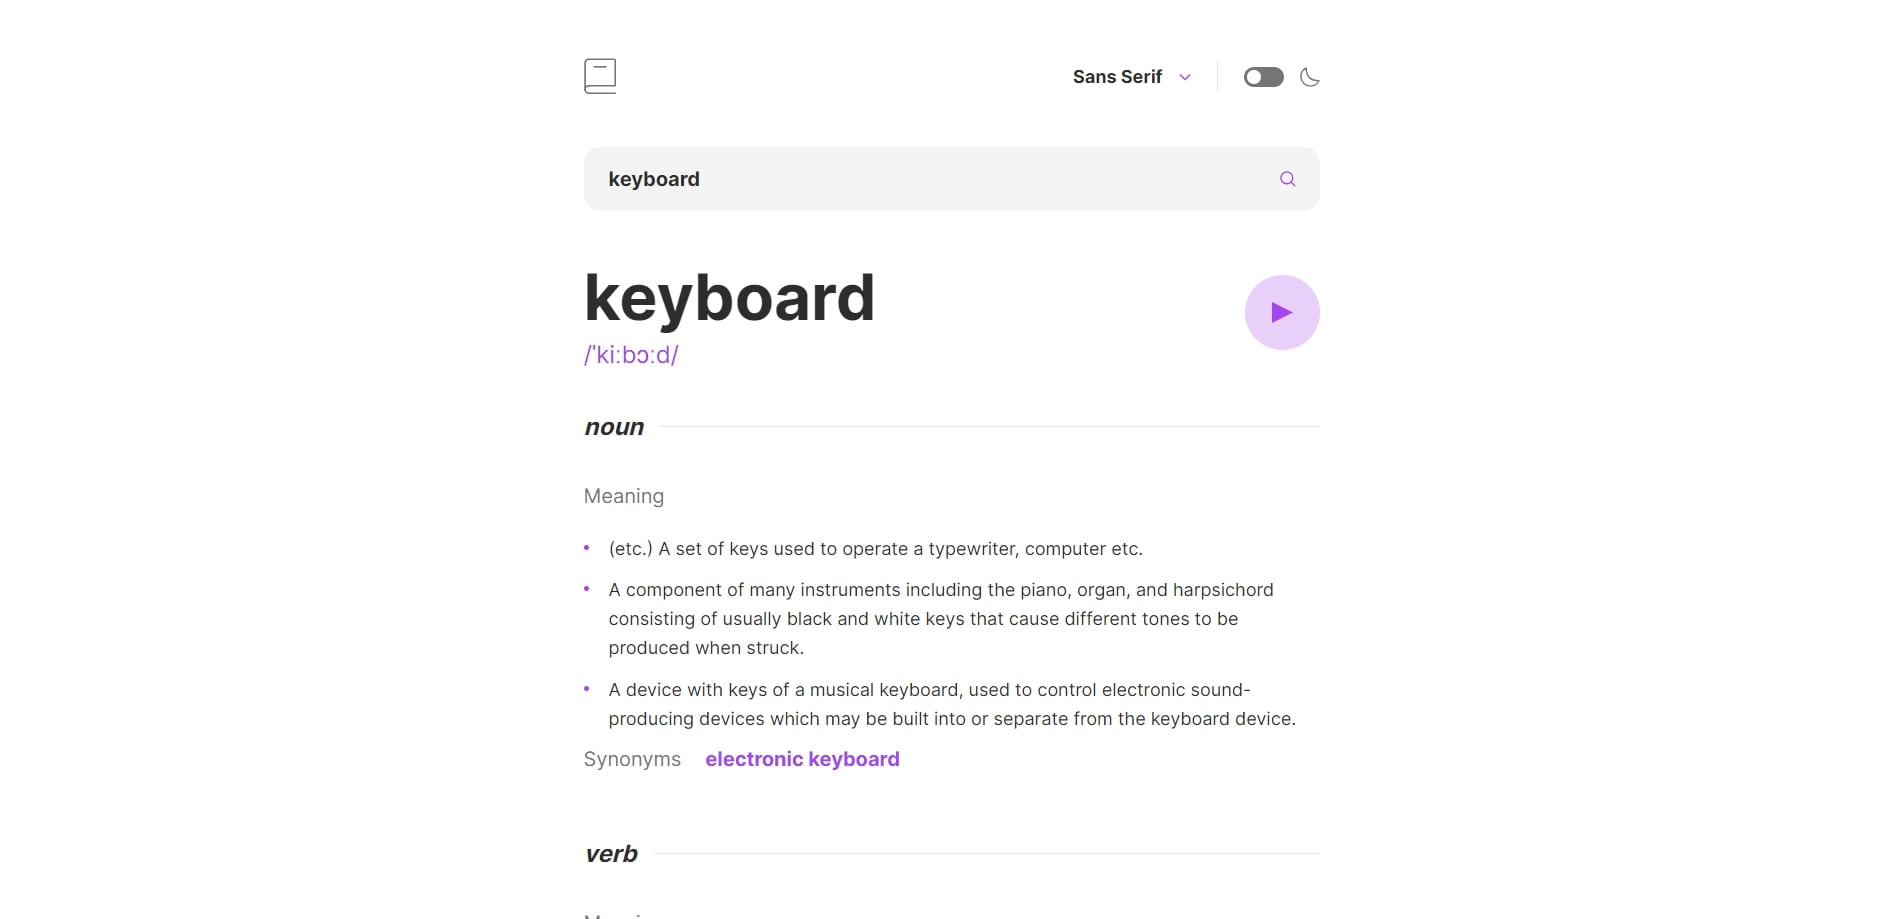 Sans Serif
keyboard
keyboard
/ˈkiːbɔːd/
noun
Meaning
(etc.) A set of keys used to operate a typewriter, computer etc.
A component of many instruments including the piano, organ, and harpsichord
consisting of usually black and white keys that cause different tones to be
produced when struck.
A device with keys of a musical keyboard, used to control electronic sound-
producing devices which may be built into or separate from the keyboard device.
Synonyms electronic keyboard
verb